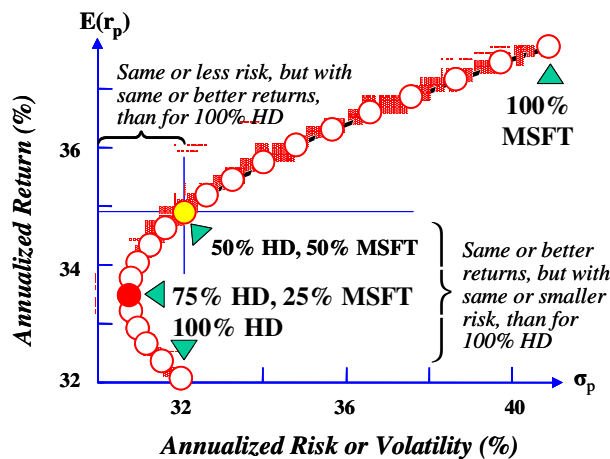 E(rp)
Same or less risk, but with
same or better returns,
than for 100% HD
100%
MSFT
36
50% HD, 50% MSFT
Same or better
returns, but with
same or smaller
risk, than for
100% HD
34
75% HD, 25% MSFT
100% HD
32
32
36
40
σp
Annualized Return (%)
Annualized Risk or Volatility (%)